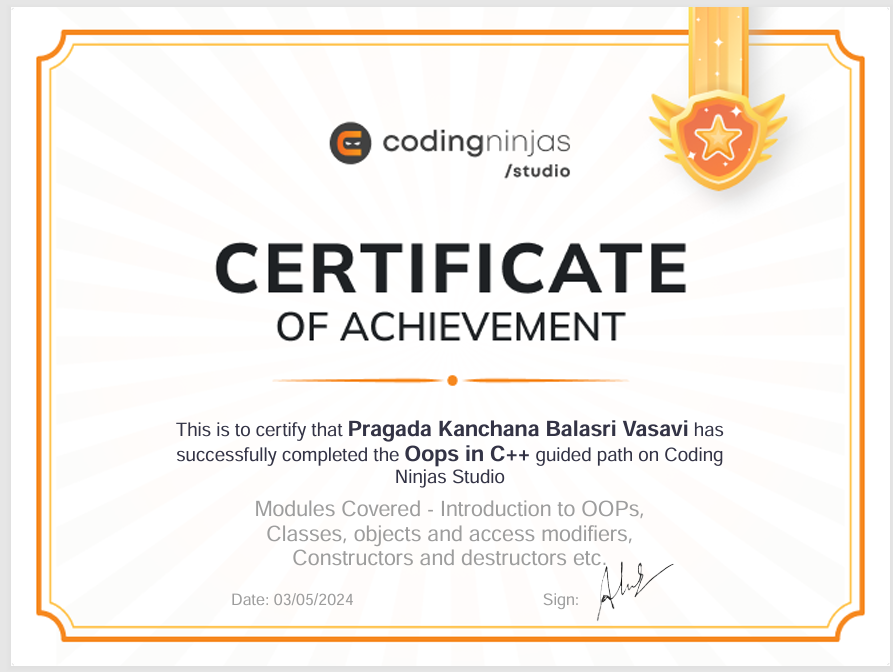 codingninjas
/studio
CERTIFICATE
OF ACHIEVEMENT
This is to certify that Pragada Kanchana Balasri Vasavi has
successfully completed the Oops in C++ guided path on Coding
Ninjas Studio
Modules Covered - Introduction to OOPs,
Classes, objects and access modifiers,
Constructors and destructors etc.
Date: 03/05/2024
Sign: